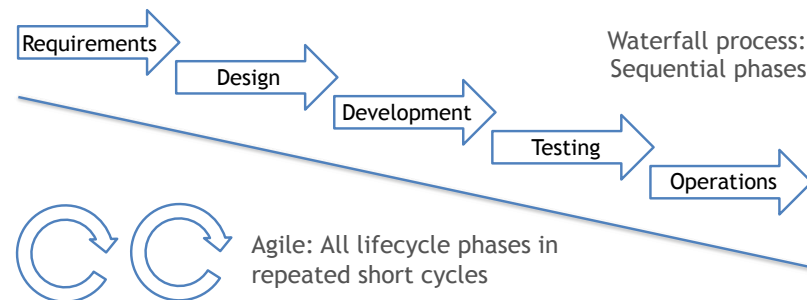 Requirements
Waterfall process:
Sequential phases
Design
Development
Testing
Operations
Agile: All lifecycle phases in
repeated short cycles